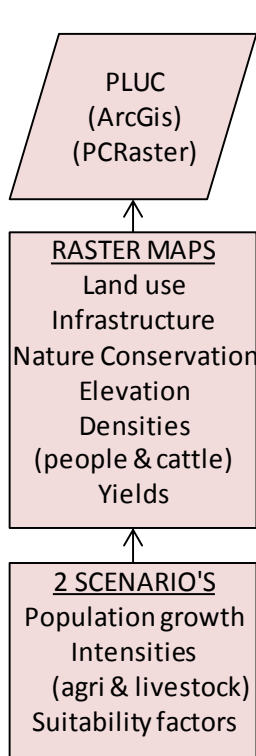 PLUC
(ArcGis)
(PCRaster)
RASTER MAPS
Land use
Infrastructure
Nature Conservation
Elevation
Densities
(people & cattle)
Yields
2 SCENARIO'S
Population growth
Intensities
(agri & livestock)
Suitability factors